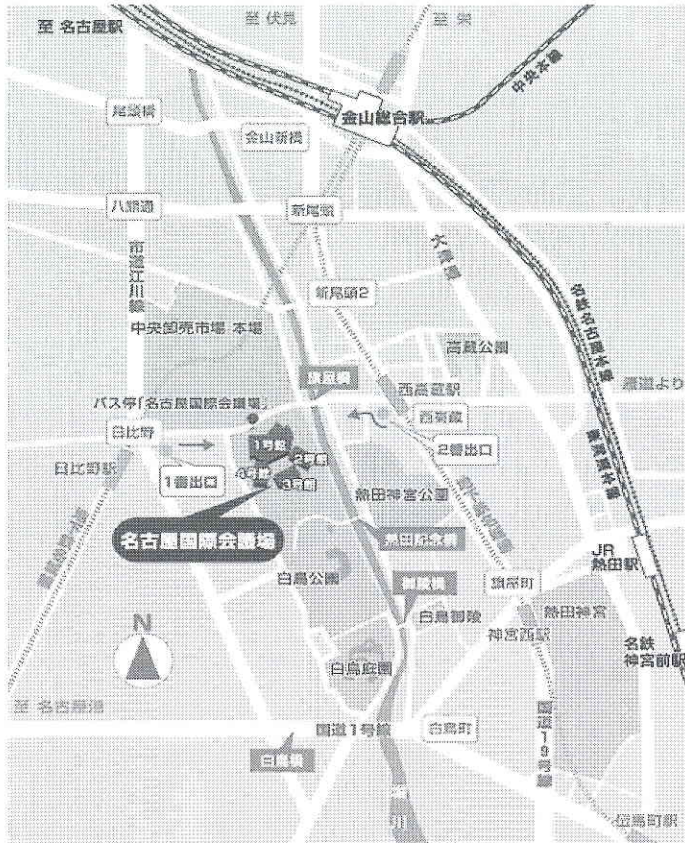 至 名古屋駅
至 伏見
至 栄
中央本線
金山総合駅
尾頭橋
金山新橋
八熊通
新尾頭
大津通
市道江川線
新尾頭2
中央卸売市場 本場
高蔵公園
名鉄名古屋本線
東海道本線
西高蔵駅
バス停「名古屋国際会議場」
西高蔵
日比野
1号館
2号館
2番出口
4号館
3号館
日比野駅
1番出口
熱田神宮公園
名古屋国際会議場
熱田記念橋
JR
熱田駅
白鳥公園
御陵橋
旗屋町
白鳥御陵
熱田神宮
N
神宮西駅
名鉄
神宮前駅
白鳥庭園
至 名古屋港
国道1号線
白鳥町
国道19号線
白鳥橋
堀川
伝馬町駅